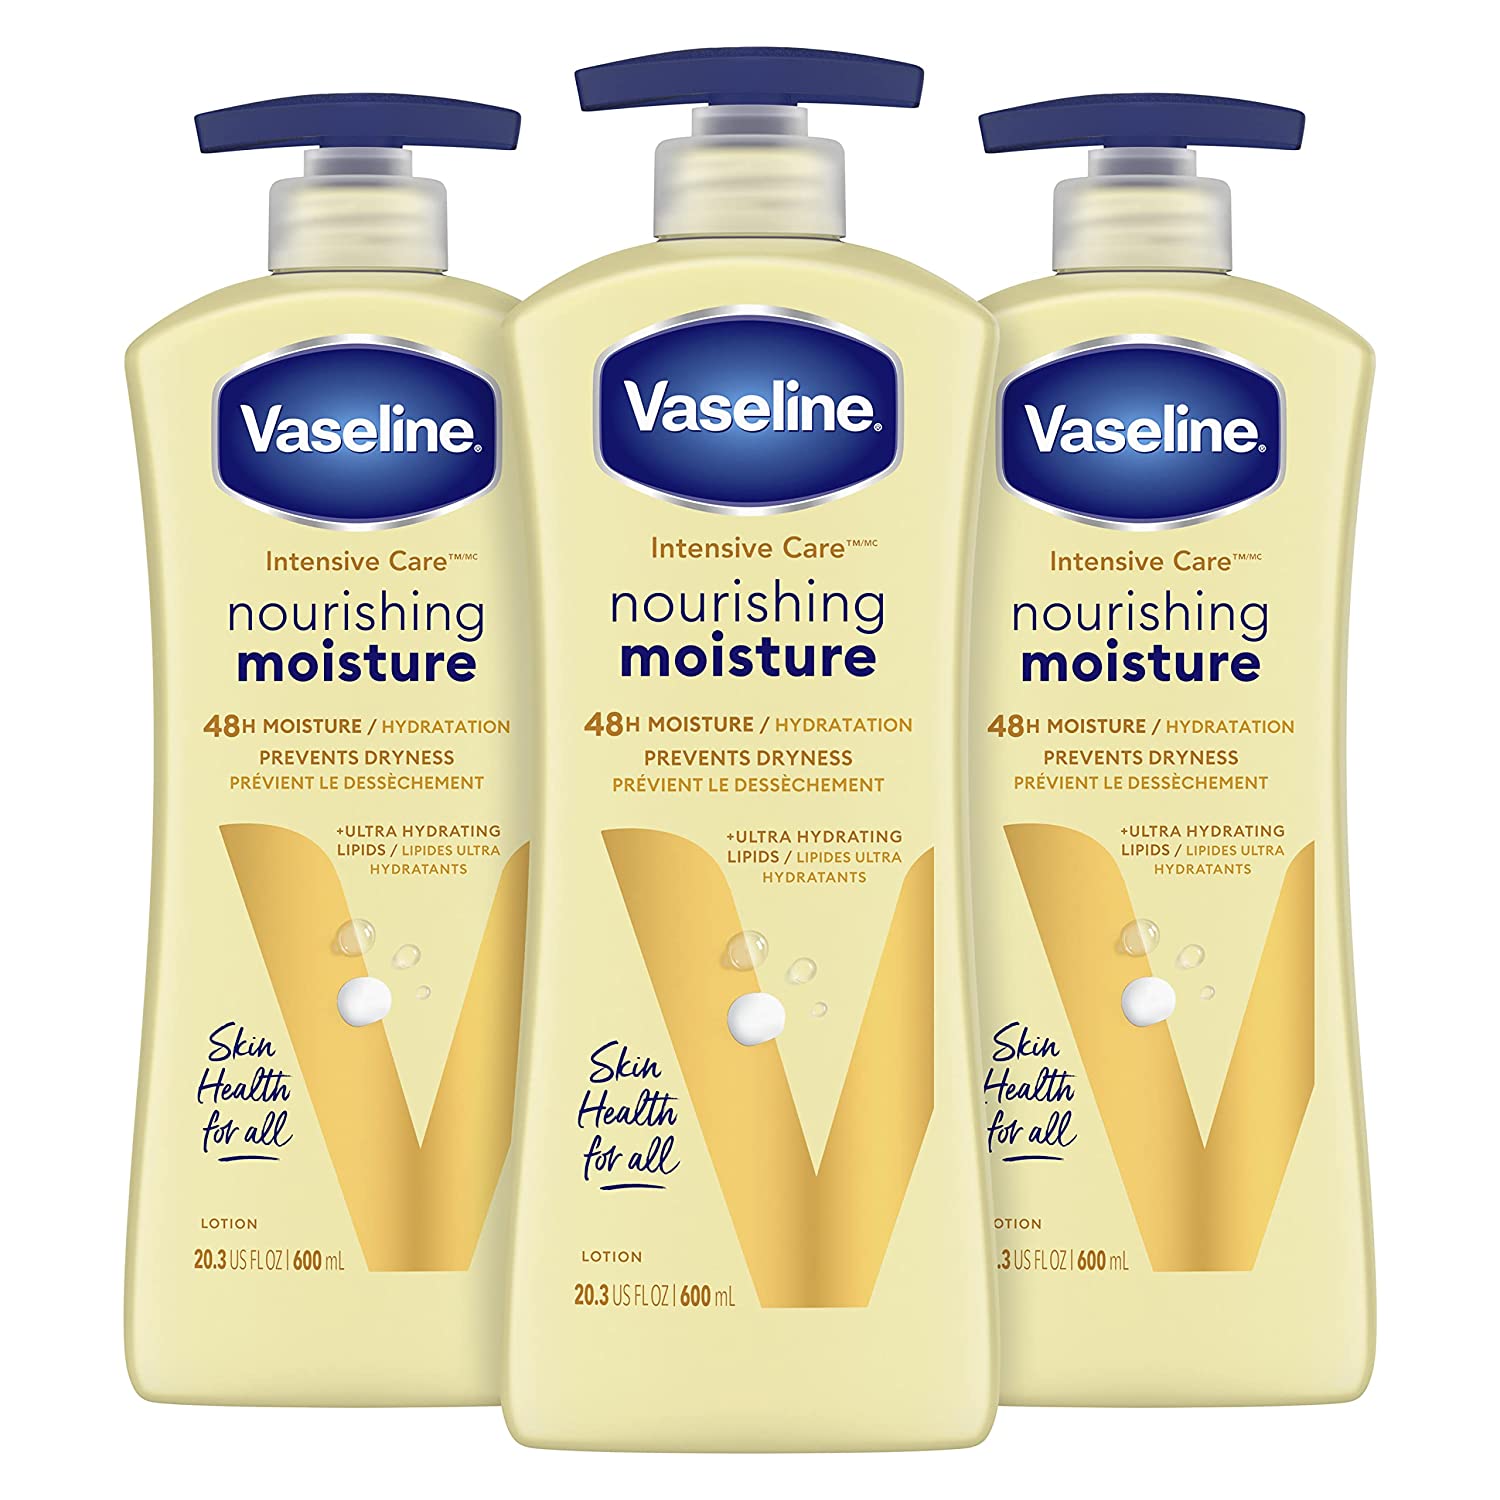 Vaseline®
Intensive Care™/MC
nourishing
moisture
48H MOISTURE / HYDRATATION
PREVENTS DRYNESS
PRÉVIENT LE DESSÈCHEMENT
+ULTRA HYDRATING
LIPIDS / LIPIDES ULTRA
HYDRATANTS
Skin
Health
for all
LOTION
20.3 US FL OZ | 600 mL
Vaseline®
Intensive Care™/MC
nourishing
moisture
48H MOISTURE / HYDRATATION
PREVENTS DRYNESS
PRÉVIENT LE DESSÈCHEMENT
+ULTRA HYDRATING
LIPIDS / LIPIDES ULTRA
HYDRATANTS
Skin
Health
for all
LOTION
20.3 US FL OZ | 600 mL
Vaseline®
Intensive Care™/MC
nourishing
moisture
48H MOISTURE / HYDRATATION
PREVENTS DRYNESS
PRÉVIENT LE DESSÈCHEMENT
+ULTRA HYDRATING
LIPIDS / LIPIDES ULTRA
HYDRATANTS
Skin
Health
for all
OTION
.3 US FL OZ | 600 mL